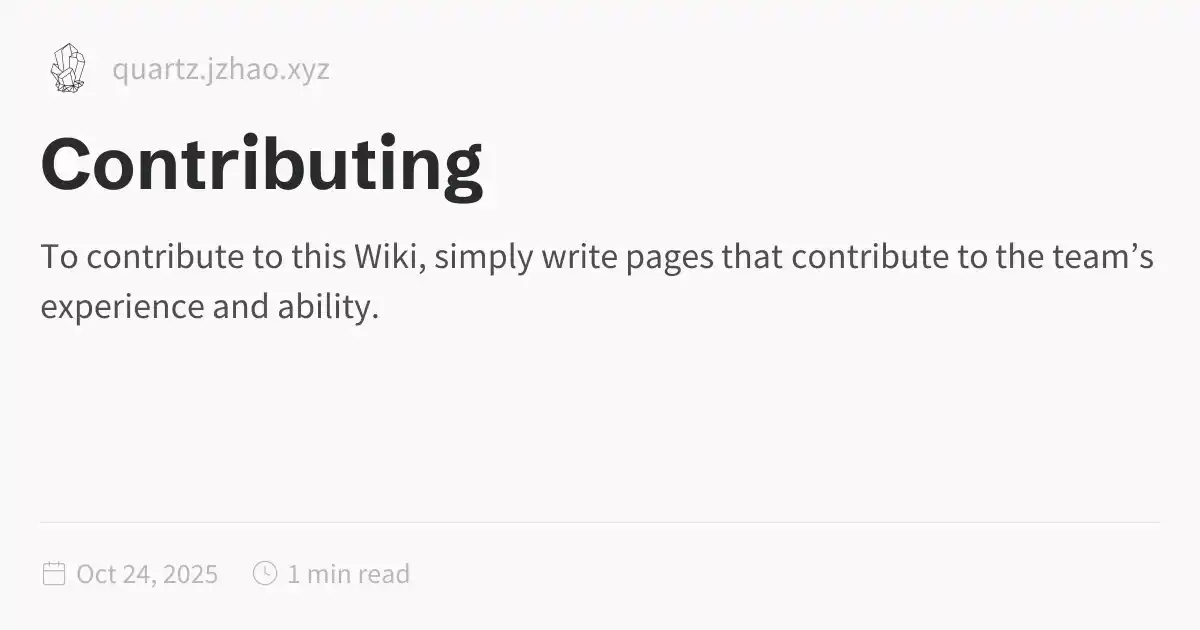 quartz.jzhao.xyz
Contributing
To contribute to this Wiki, simply write pages that contribute to the team’s
experience and ability.
Oct 24, 2025 1 min read